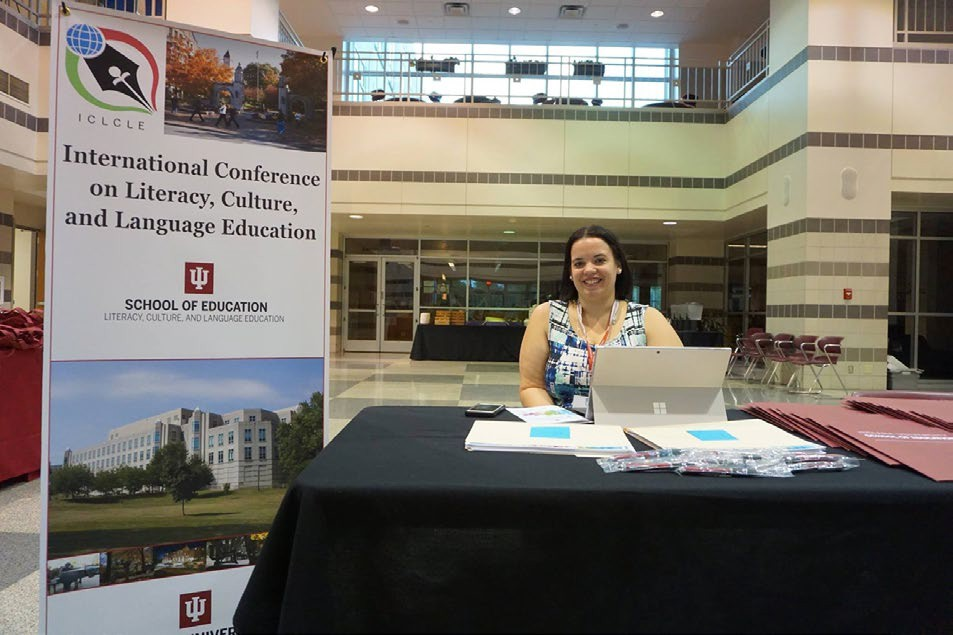 ICLCLE
International Conference
on Literacy, Culture,
and Language Education
SCHOOL OF EDUCATION
LITERACY, CULTURE, AND LANGUAGE EDUCATION